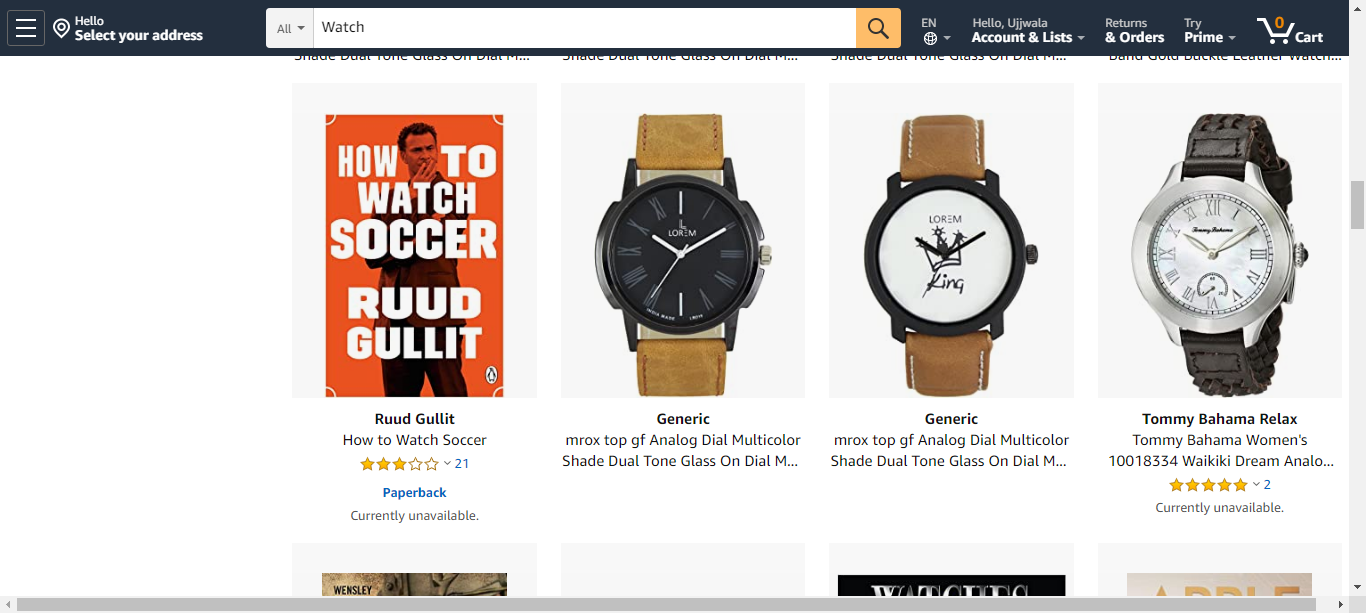 Hello
Select your address
All
Watch
EN
Hello, Ujjwala
Account & Lists
Returns
& Orders
Try
Prime
0
Cart
Shade Dual Tone Glass On Dial M...
Shade Dual Tone Glass On Dial M...
Shade Dual Tone Glass On Dial M...
Band Gold Buckle Leather Watch...
HOW TO
WATCH
SOCCER
RUUD
GULLIT
LOREM
INDIA MADE
LOREM
King
Tommy Bahama
Ruud Gullit
How to Watch Soccer
21
Paperback
Currently unavailable.
Generic
mrox top gf Analog Dial Multicolor
Shade Dual Tone Glass On Dial M...
Generic
mrox top gf Analog Dial Multicolor
Shade Dual Tone Glass On Dial M...
Tommy Bahama Relax
Tommy Bahama Women's
10018334 Waikiki Dream Analo...
2
Currently unavailable.
WENSLEY
WATCHES
APPLE